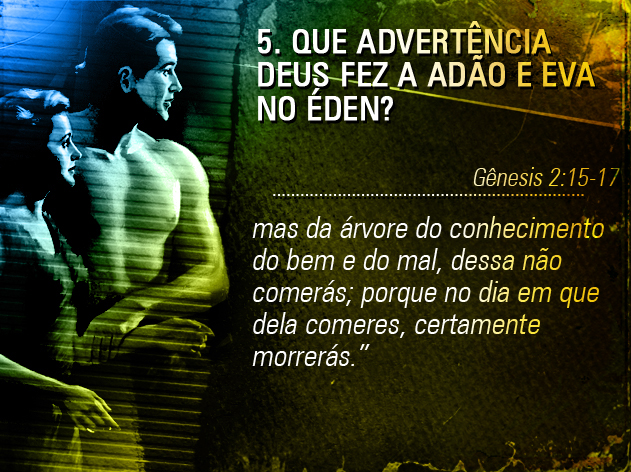 5. QUE ADVERTÊNCIA
DEUS FEZ A ADÃO E EVA
NO ÉDEN?
Gênesis 2:15-17
mas da árvore do conhecimento
do bem e do mal, dessa não
comerás; porque no dia em que
dela comeres, certamente
morrerás.”